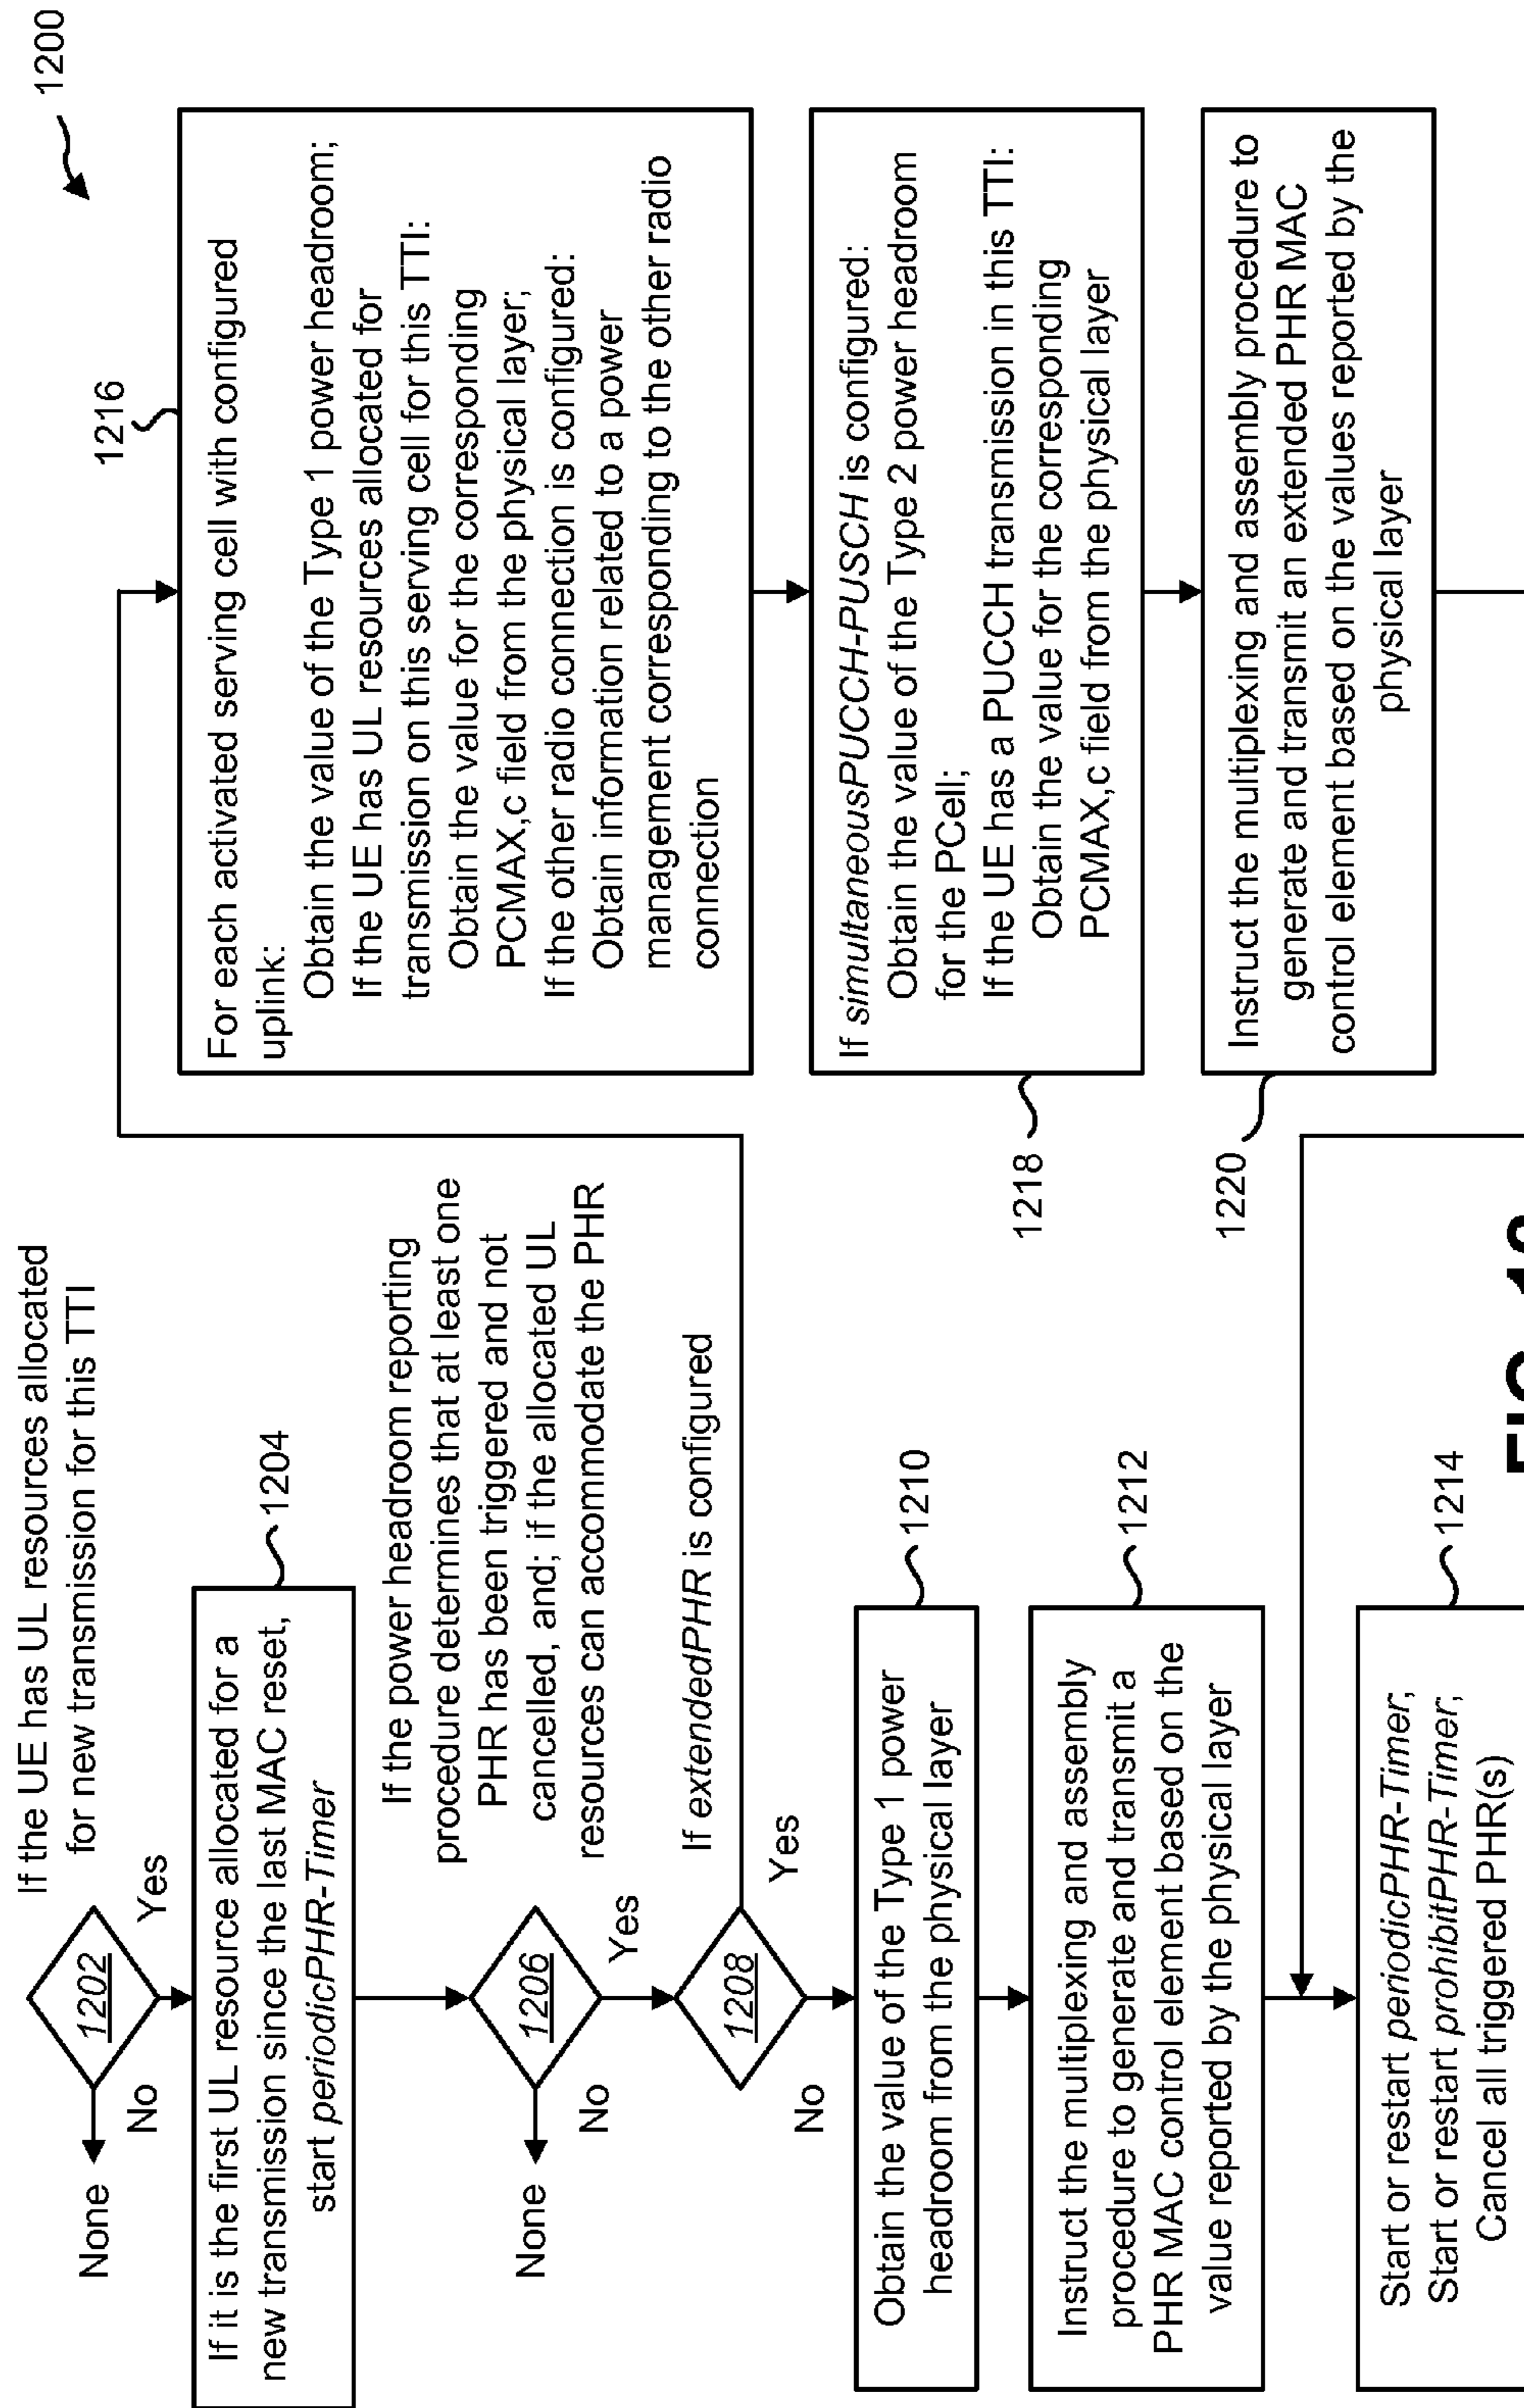 1200
If the UE has UL resources allocated
for new transmission for this TTI
1202
Yes
No
None
If it is the first UL resource allocated for a
new transmission since the last MAC reset,
start periodicPHR-Timer
1204
If the power headroom reporting
procedure determines that at least one
PHR has been triggered and not
cancelled, and; if the allocated UL
resources can accommodate the PHR
1206
Yes
No
None
If extendedPHR is configured
1208
Yes
No
Obtain the value of the Type 1 power
headroom from the physical layer
1210
Instruct the multiplexing and assembly
procedure to generate and transmit a
PHR MAC control element based on the
value reported by the physical layer
1212
Start or restart periodicPHR-Timer;
Start or restart prohibitPHR-Timer;
Cancel all triggered PHR(s)
1214
1216
For each activated serving cell with configured
uplink:
Obtain the value of the Type 1 power headroom;
If the UE has UL resources allocated for
transmission on this serving cell for this TTI:
Obtain the value for the corresponding
PCMAX,c field from the physical layer;
If the other radio connection is configured:
Obtain information related to a power
management corresponding to the other radio
connection
If simultaneousPUCCH-PUSCH is configured:
Obtain the value of the Type 2 power headroom
for the PCell;
If the UE has a PUCCH transmission in this TTI:
Obtain the value for the corresponding
PCMAX,c field from the physical layer
1218
Instruct the multiplexing and assembly procedure to
generate and transmit an extended PHR MAC
control element based on the values reported by the
physical layer
1220